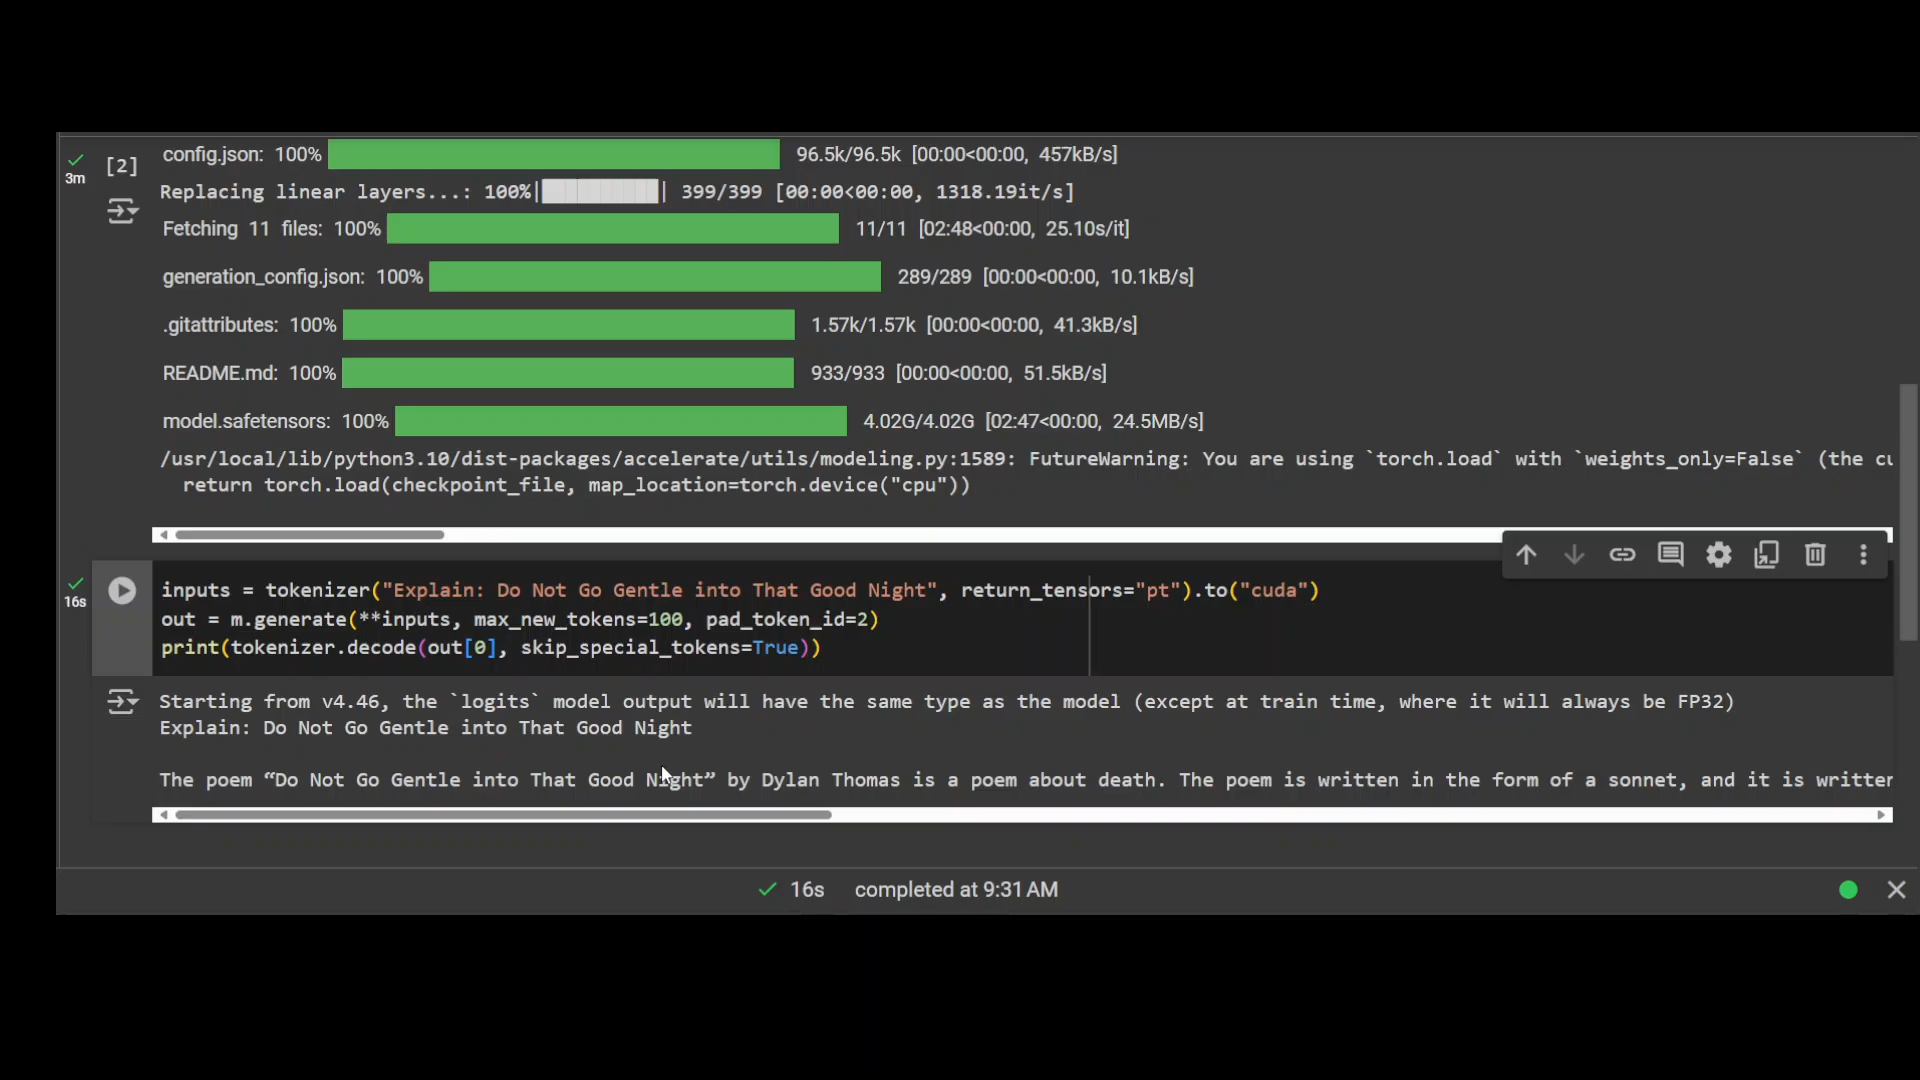 config.json: 100% 96.5k/96.5k [00:00<00:00, 457kB/s]
3m [2]
Replacing linear layers...: 100%|██████████| 399/399 [00:00<00:00, 1318.19it/s]
Fetching 11 files: 100% 11/11 [02:48<00:00, 25.10s/it]
generation_config.json: 100% 289/289 [00:00<00:00, 10.1kB/s]
.gitattributes: 100% 1.57k/1.57k [00:00<00:00, 41.3kB/s]
README.md: 100% 933/933 [00:00<00:00, 51.5kB/s]
model.safetensors: 100% 4.02G/4.02G [02:47<00:00, 24.5MB/s]
/usr/local/lib/python3.10/dist-packages/accelerate/utils/modeling.py:1589: FutureWarning: You are using `torch.load` with `weights_only=False` (the cu
return torch.load(checkpoint_file, map_location=torch.device("cpu"))
16s
inputs = tokenizer("Explain: Do Not Go Gentle into That Good Night", return_tensors="pt").to("cuda")
out = m.generate(**inputs, max_new_tokens=100, pad_token_id=2)
print(tokenizer.decode(out[0], skip_special_tokens=True))
Starting from v4.46, the `logits` model output will have the same type as the model (except at train time, where it will always be FP32)
Explain: Do Not Go Gentle into That Good Night
The poem “Do Not Go Gentle into That Good Night” by Dylan Thomas is a poem about death. The poem is written in the form of a sonnet, and it is written
16s completed at 9:31 AM